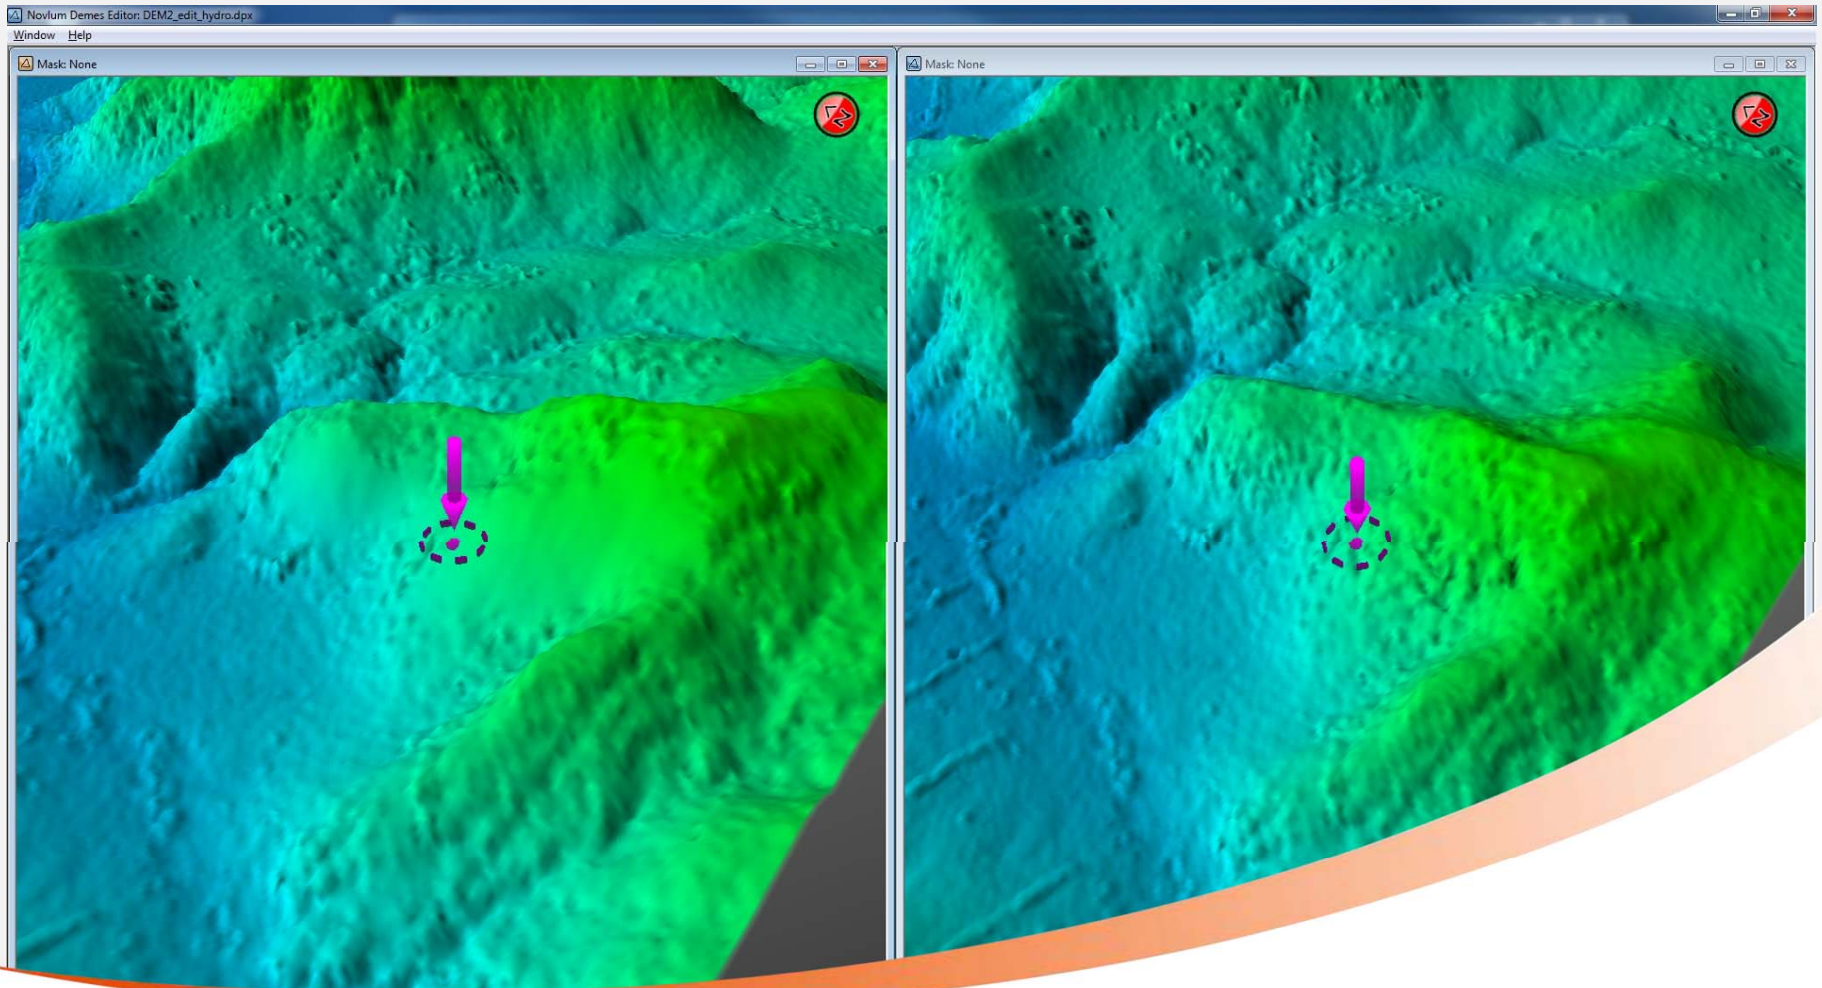 Novlum Demes Editor: DEM2_edit_hydro.dpx
Window Help
Mask: None
Mask: None